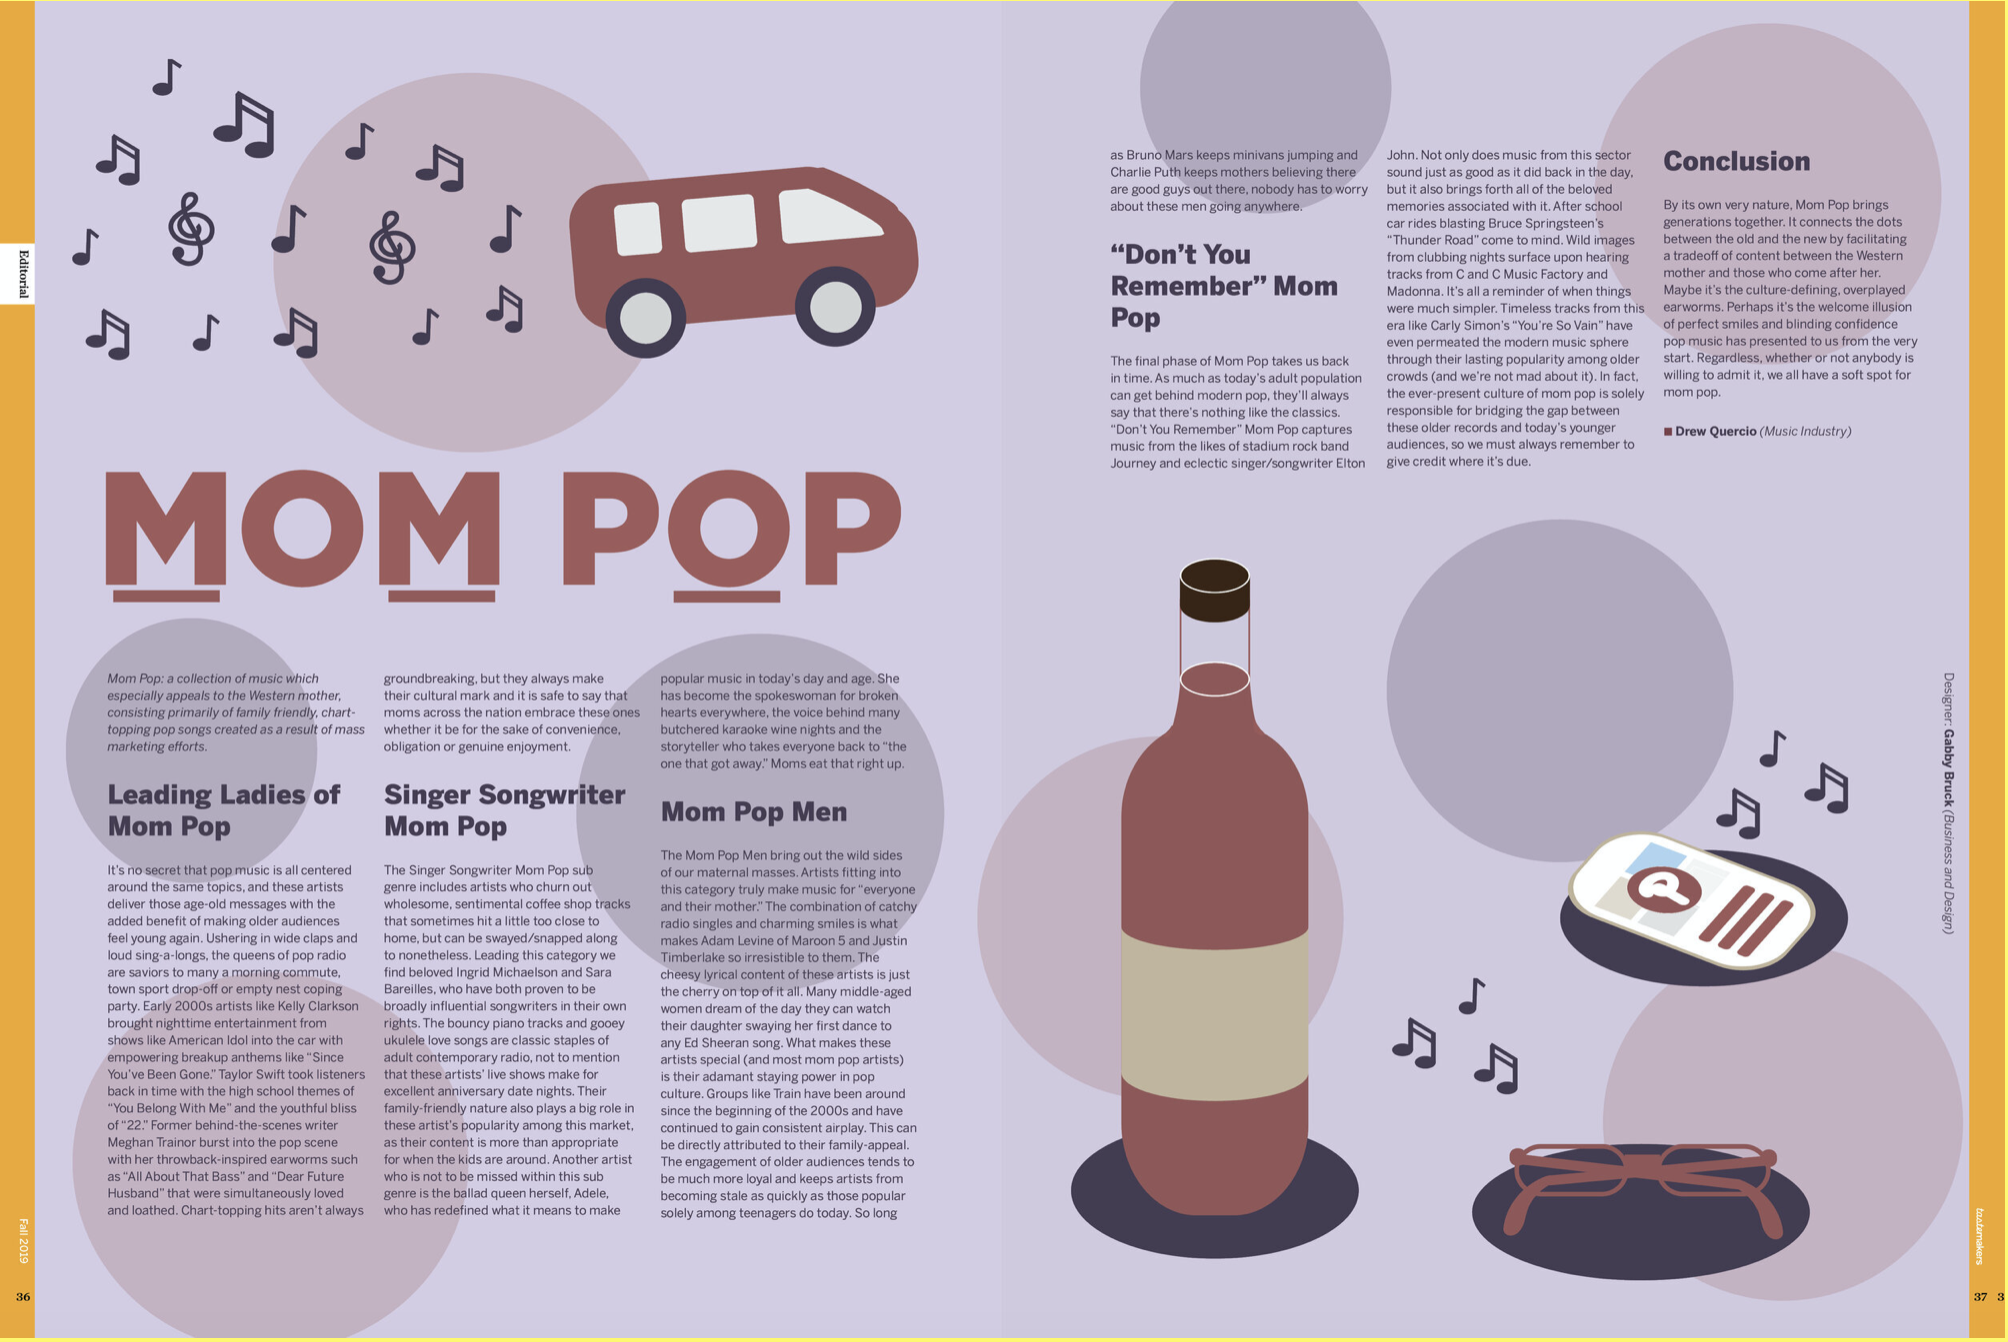 Editorial
MOM POP
Mom Pop: a collection of music which
especially appeals to the Western mother,
consisting primarily of family friendly, chart-
topping pop songs created as a result of mass
marketing efforts.
Leading Ladies of
Mom Pop
It's no secret that pop music is all centered
around the same topics, and these artists
deliver those age-old messages with the
added benefit of making older audiences
feel young again. Ushering in wide claps and
loud sing-a-longs, the queens of pop radio
are saviors to many a morning commute,
town sport drop-off or empty nest coping
party. Early 2000s artists like Kelly Clarkson
brought nighttime entertainment from
shows like American Idol into the car with
empowering breakup anthems like “Since
You've Been Gone.” Taylor Swift took listeners
back in time with the high school themes of
“You Belong With Me” and the youthful bliss
of “22.” Former behind-the-scenes writer
Meghan Trainor burst into the pop scene
with her throwback-inspired earworms such
as “All About That Bass” and “Dear Future
Husband” that were simultaneously loved
and loathed. Chart-topping hits aren't always
groundbreaking, but they always make
their cultural mark and it is safe to say that
moms across the nation embrace these ones
whether it be for the sake of convenience,
obligation or genuine enjoyment.
Singer Songwriter
Mom Pop
The Singer Songwriter Mom Pop sub
genre includes artists who churn out
wholesome, sentimental coffee shop tracks
that sometimes hit a little too close to
home, but can be swayed/snapped along
to nonetheless. Leading this category we
find beloved Ingrid Michaelson and Sara
Bareilles, who have both proven to be
broadly influential songwriters in their own
rights. The bouncy piano tracks and gooey
ukulele love songs are classic staples of
adult contemporary radio, not to mention
that these artists' live shows make for
excellent anniversary date nights. Their
family-friendly nature also plays a big role in
these artist's popularity among this market,
as their content is more than appropriate
for when the kids are around. Another artist
who is not to be missed within this sub
genre is the ballad queen herself, Adele,
who has redefined what it means to make
popular music in today's day and age. She
has become the spokeswoman for broken
hearts everywhere, the voice behind many
butchered karaoke wine nights and the
storyteller who takes everyone back to “the
one that got away.” Moms eat that right up.
Mom Pop Men
The Mom Pop Men bring out the wild sides
of our maternal masses. Artists fitting into
this category truly make music for “everyone
and their mother.” The combination of catchy
radio singles and charming smiles is what
makes Adam Levine of Maroon 5 and Justin
Timberlake so irresistible to them. The
cheesy lyrical content of these artists is just
the cherry on top of it all. Many middle-aged
women dream of the day they can watch
their daughter swaying her first dance to
any Ed Sheeran song. What makes these
artists special (and most mom pop artists)
is their adamant staying power in pop
culture. Groups like Train have been around
since the beginning of the 2000s and have
continued to gain consistent airplay. This can
be directly attributed to their family-appeal.
The engagement of older audiences tends to
be much more loyal and keeps artists from
becoming stale as quickly as those popular
solely among teenagers do today. So long
Fall 2019
36
as Bruno Mars keeps minivans jumping and
Charlie Puth keeps mothers believing there
are good guys out there, nobody has to worry
about these men going anywhere.
“Don't You
Remember” Mom
Pop
The final phase of Mom Pop takes us back
in time. As much as today's adult population
can get behind modern pop, they'll always
say that there's nothing like the classics.
“Don't You Remember” Mom Pop captures
music from the likes of stadium rock band
Journey and eclectic singer/songwriter Elton
John. Not only does music from this sector
sound just as good as it did back in the day,
but it also brings forth all of the beloved
memories associated with it. After school
car rides blasting Bruce Springsteen's
“Thunder Road” come to mind. Wild images
from clubbing nights surface upon hearing
tracks from C and C Music Factory and
Madonna. It's all a reminder of when things
were much simpler. Timeless tracks from this
era like Carly Simon's “You're So Vain” have
even permeated the modern music sphere
through their lasting popularity among older
crowds (and we're not mad about it). In fact,
the ever-present culture of mom pop is solely
responsible for bridging the gap between
these older records and today's younger
audiences, so we must always remember to
give credit where it's due.
Conclusion
By its own very nature, Mom Pop brings
generations together. It connects the dots
between the old and the new by facilitating
a tradeoff of content between the Western
mother and those who come after her.
Maybe it's the culture-defining, overplayed
earworms. Perhaps it's the welcome illusion
of perfect smiles and blinding confidence
pop music has presented to us from the very
start. Regardless, whether or not anybody is
willing to admit it, we all have a soft spot for
mom pop.
■ Drew Quercio (Music Industry)
Designer: Gabby Bruck (Business and Design)
tastemakers
37 3